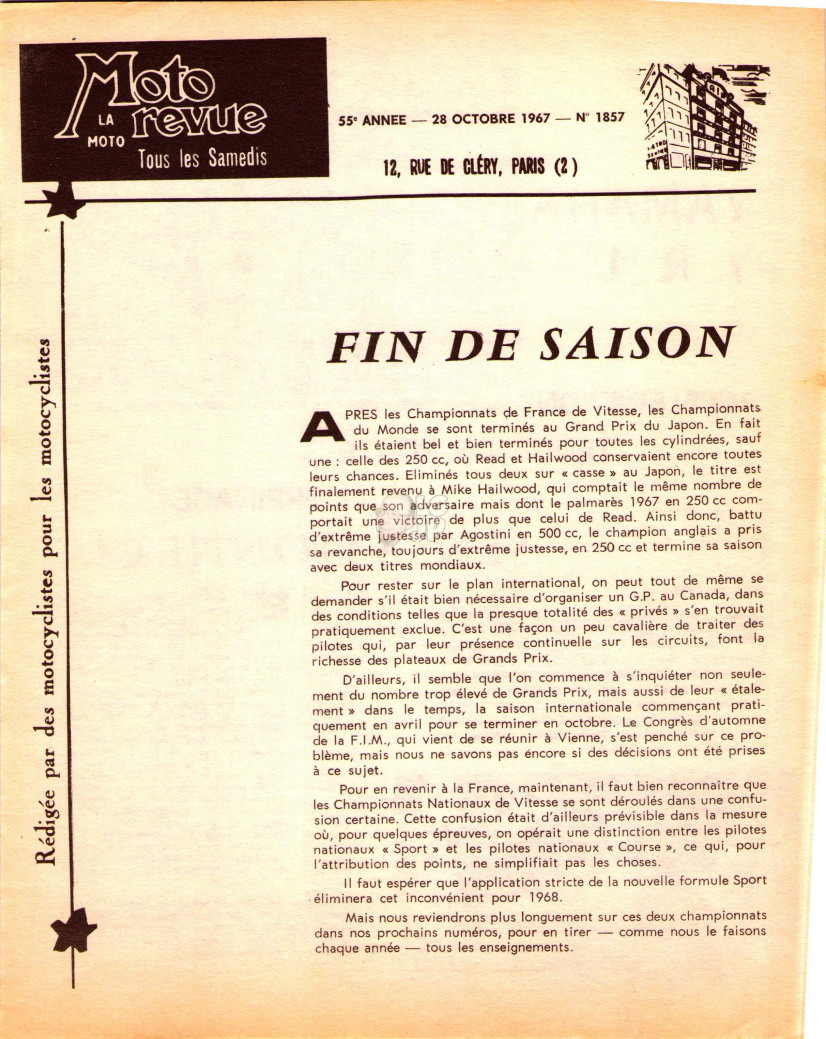 Moto
LA revue
MOTO
Tous les Samedis
55e ANNEE — 28 OCTOBRE 1967 — N° 1857
12, RUE DE CLÉRY, PARIS (2)
Rédigée par des motocyclistes pour les motocyclistes
FIN DE SAISON
APRES les Championnats de France de Vitesse, les Championnats
du Monde se sont terminés au Grand Prix du Japon. En fait
ils étaient bel et bien terminés pour toutes les cylindrées, sauf
une : celle des 250 cc, où Read et Hailwood conservaient encore toutes
leurs chances. Eliminés tous deux sur « casse » au Japon, le titre est
finalement revenu à Mike Hailwood, qui comptait le même nombre de
points que son adversaire mais dont le palmarès 1967 en 250 cc com-
portait une victoire de plus que celui de Read. Ainsi donc, battu
d'extrême justesse par Agostini en 500 cc, le champion anglais a pris
sa revanche, toujours d'extrême justesse, en 250 cc et termine sa saison
avec deux titres mondiaux.
Pour rester sur le plan international, on peut tout de même se
demander s'il était bien nécessaire d'organiser un G.P. au Canada, dans
des conditions telles que la presque totalité des « privés » s'en trouvait
pratiquement exclue. C'est une façon un peu cavalière de traiter des
pilotes qui, par leur présence continuelle sur les circuits, font la
richesse des plateaux de Grands Prix.
D'ailleurs, il semble que l'on commence à s'inquiéter non seule-
ment du nombre trop élevé de Grands Prix, mais aussi de leur « étale-
ment » dans le temps, la saison internationale commençant prati-
quement en avril pour se terminer en octobre. Le Congrès d'automne
de la F.I.M., qui vient de se réunir à Vienne, s'est penché sur ce pro-
blème, mais nous ne savons pas encore si des décisions ont été prises
à ce sujet.
Pour en revenir à la France, maintenant, il faut bien reconnaître que
les Championnats Nationaux de Vitesse se sont déroulés dans une confu-
sion certaine. Cette confusion était d'ailleurs prévisible dans la mesure
où, pour quelques épreuves, on opérait une distinction entre les pilotes
nationaux « Sport » et les pilotes nationaux « Course », ce qui, pour
l'attribution des points, ne simplifiait pas les choses.
Il faut espérer que l'application stricte de la nouvelle formule Sport
éliminera cet inconvénient pour 1968.
Mais nous reviendrons plus longuement sur ces deux championnats
dans nos prochains numéros, pour en tirer — comme nous le faisons
chaque année — tous les enseignements.